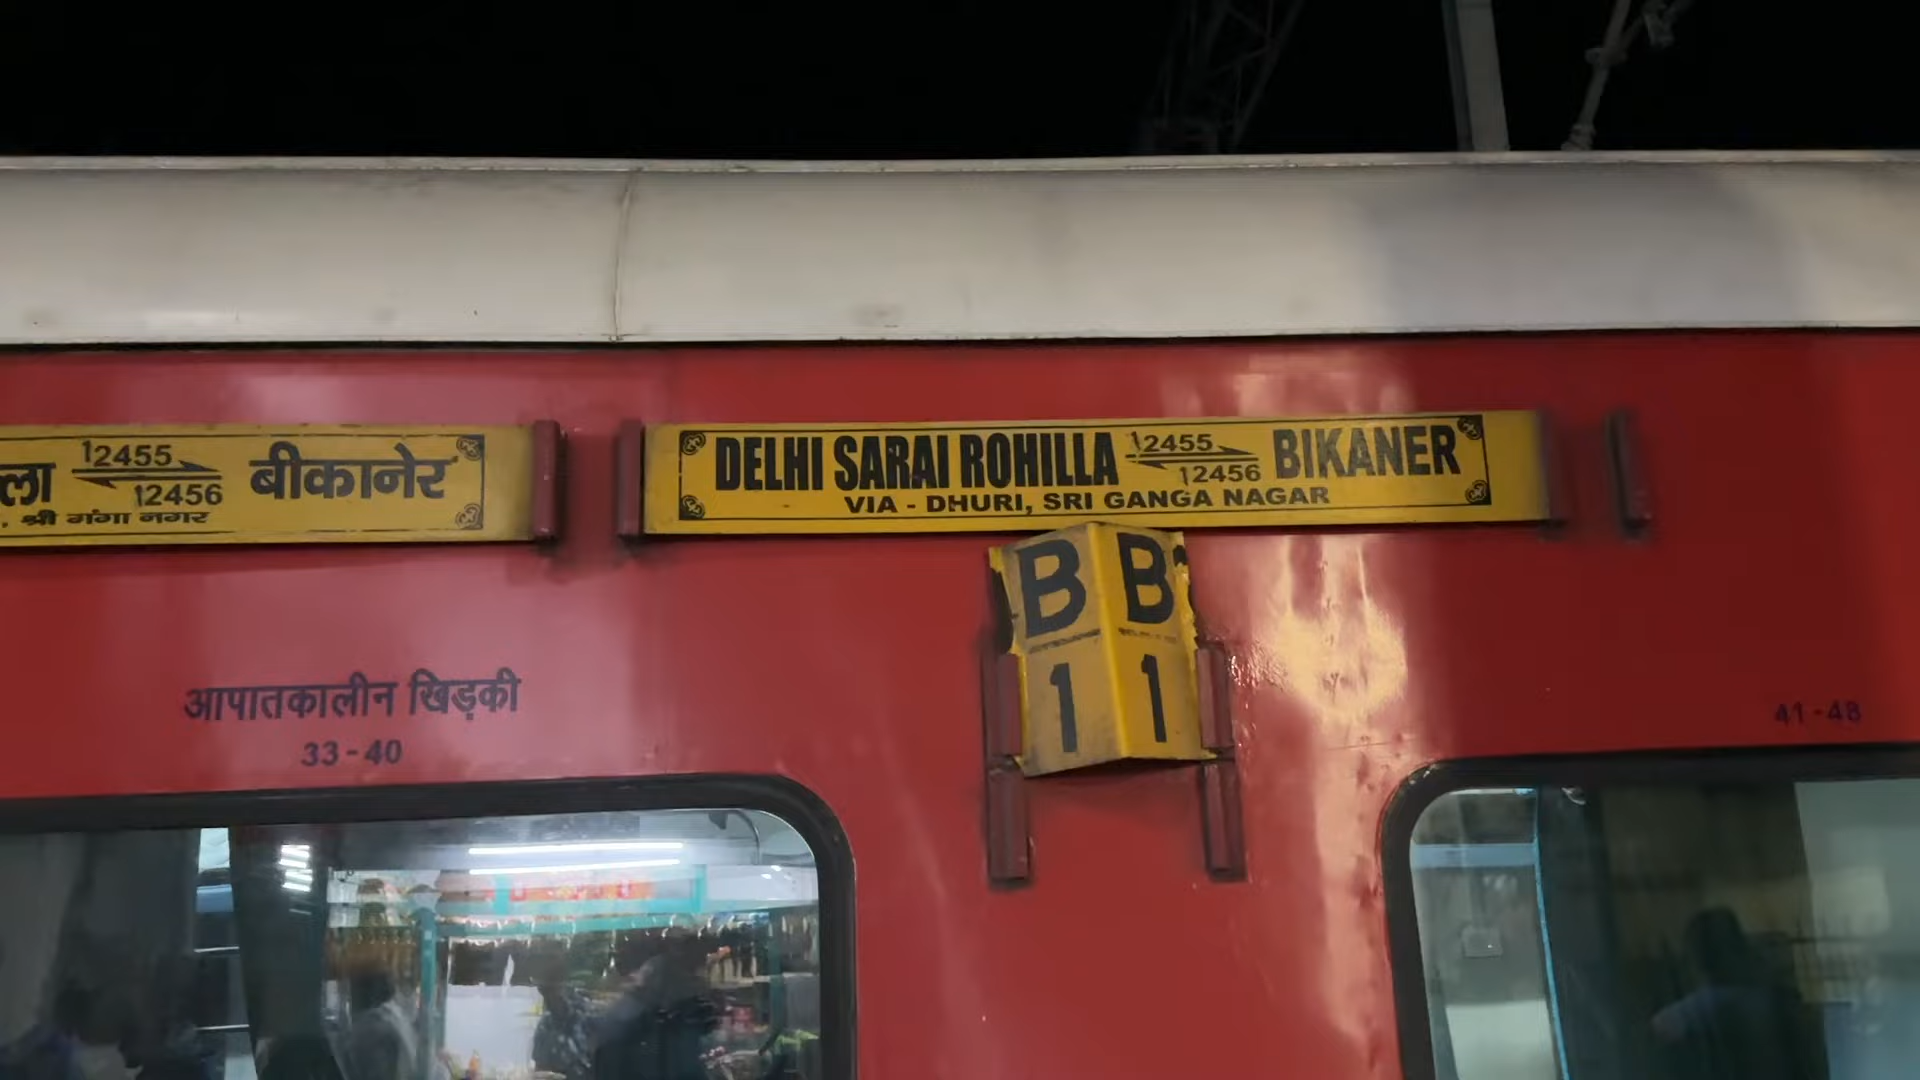 ला 12455 12456 बीकानेर
श्री गंगा नगर
DELHI SARAI ROHILLA 12455 12456 BIKANER
VIA - DHURI, SRI GANGA NAGAR
B B
1 1
आपातकालीन खिड़की
33-40
41-48